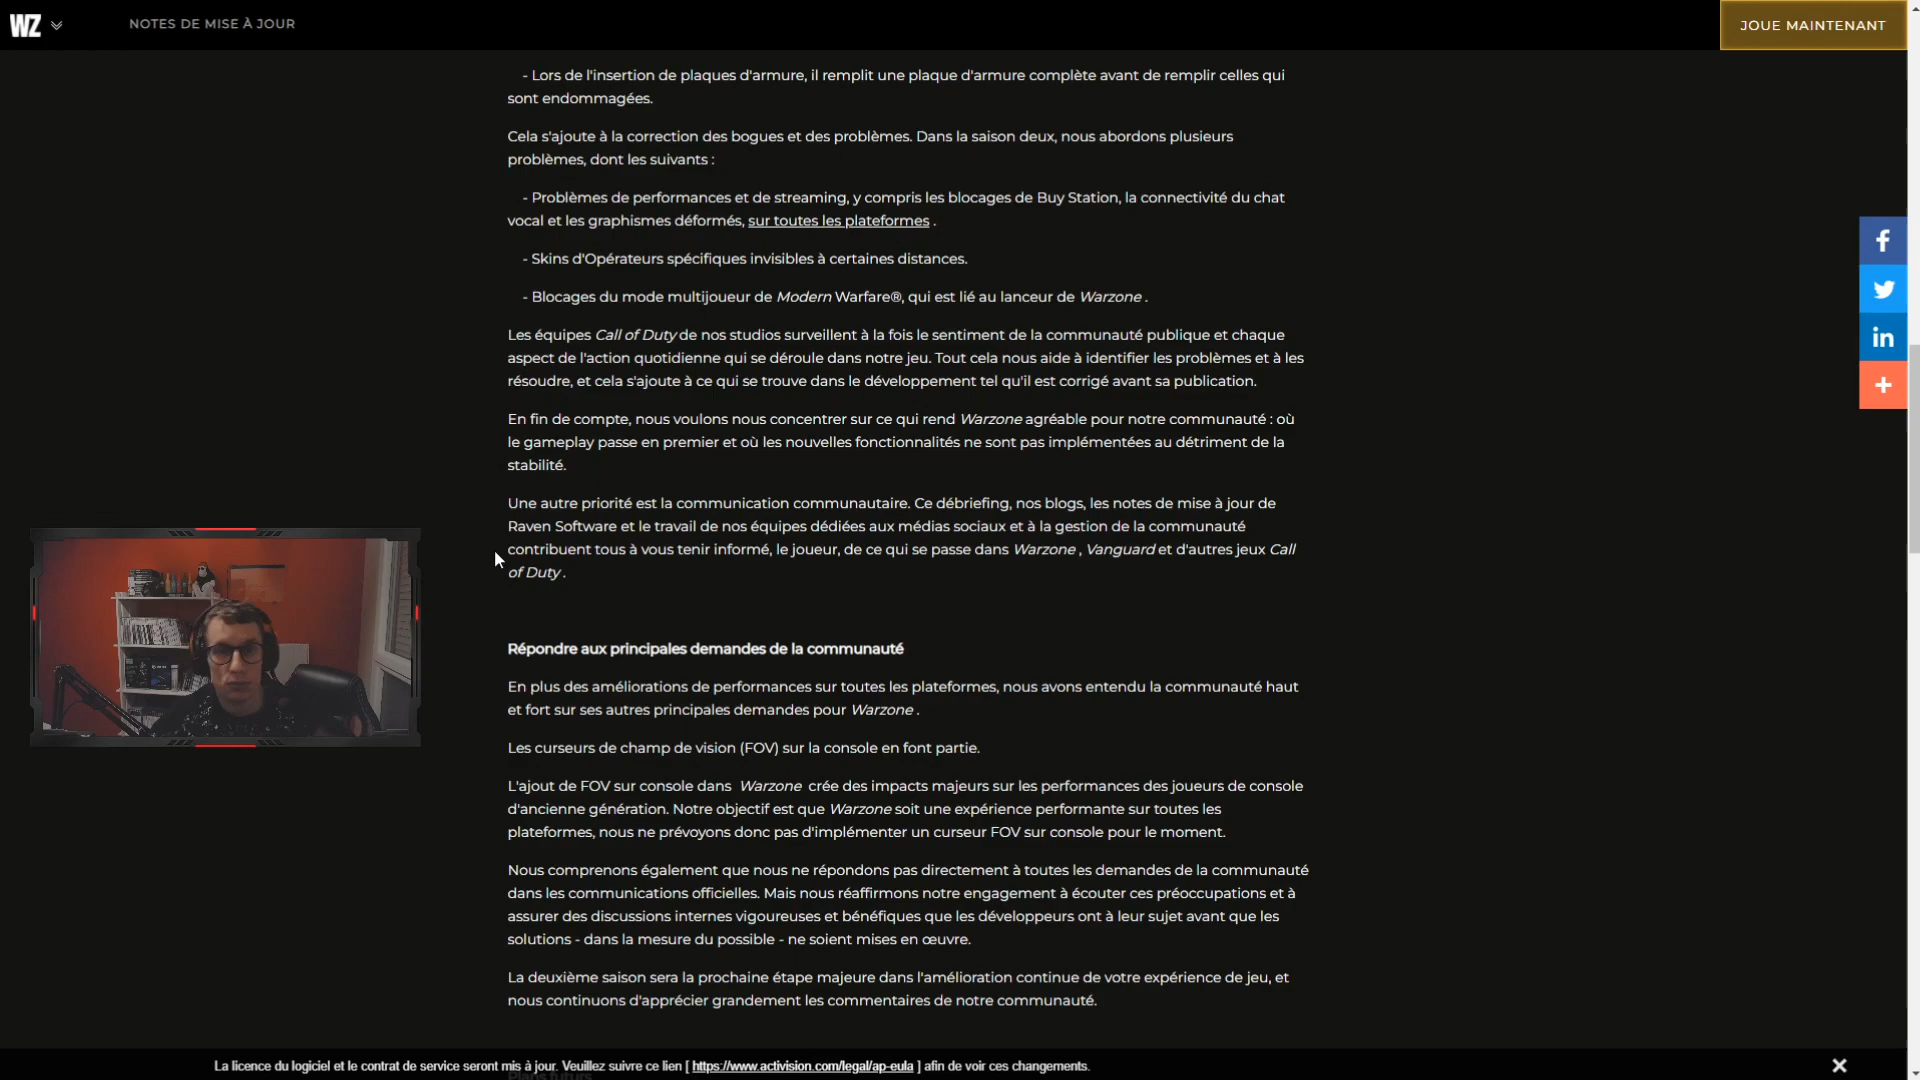 WZ
NOTES DE MISE À JOUR
JOUE MAINTENANT
- Lors de l'insertion de plaques d'armure, il remplit une plaque d'armure complète avant de remplir celles qui
sont endommagées.
Cela s'ajoute à la correction des bogues et des problèmes. Dans la saison deux, nous abordons plusieurs
problèmes, dont les suivants :
- Problèmes de performances et de streaming, y compris les blocages de Buy Station, la connectivité du chat
vocal et les graphismes déformés, sur toutes les plateformes .
- Skins d'Opérateurs spécifiques invisibles à certaines distances.
- Blocages du mode multijoueur de Modern Warfare®, qui est lié au lanceur de Warzone .
Les équipes Call of Duty de nos studios surveillent à la fois le sentiment de la communauté publique et chaque
aspect de l'action quotidienne qui se déroule dans notre jeu. Tout cela nous aide à identifier les problèmes et à les
résoudre, et cela s'ajoute à ce qui se trouve dans le développement tel qu'il est corrigé avant sa publication.
En fin de compte, nous voulons nous concentrer sur ce qui rend Warzone agréable pour notre communauté : où
le gameplay passe en premier et où les nouvelles fonctionnalités ne sont pas implémentées au détriment de la
stabilité.
Une autre priorité est la communication communautaire. Ce débriefing, nos blogs, les notes de mise à jour de
Raven Software et le travail de nos équipes dédiées aux médias sociaux et à la gestion de la communauté
contribuent tous à vous tenir informé, le joueur, de ce qui se passe dans Warzone , Vanguard et d'autres jeux Call
of Duty .
Répondre aux principales demandes de la communauté
En plus des améliorations de performances sur toutes les plateformes, nous avons entendu la communauté haut
et fort sur ses autres principales demandes pour Warzone .
Les curseurs de champ de vision (FOV) sur la console en font partie.
L'ajout de FOV sur console dans Warzone crée des impacts majeurs sur les performances des joueurs de console
d'ancienne génération. Notre objectif est que Warzone soit une expérience performante sur toutes les
plateformes, nous ne prévoyons donc pas d'implémenter un curseur FOV sur console pour le moment.
Nous comprenons également que nous ne répondons pas directement à toutes les demandes de la communauté
dans les communications officielles. Mais nous réaffirmons notre engagement à écouter ces préoccupations et à
assurer des discussions internes vigoureuses et bénéfiques que les développeurs ont à leur sujet avant que les
solutions - dans la mesure du possible - ne soient mises en œuvre.
La deuxième saison sera la prochaine étape majeure dans l'amélioration continue de votre expérience de jeu, et
nous continuons d'apprécier grandement les commentaires de notre communauté.
La licence du logiciel et le contrat de service seront mis à jour. Veuillez suivre ce lien [ https://www.activision.com/legal/ap-eula ] afin de voir ces changements.